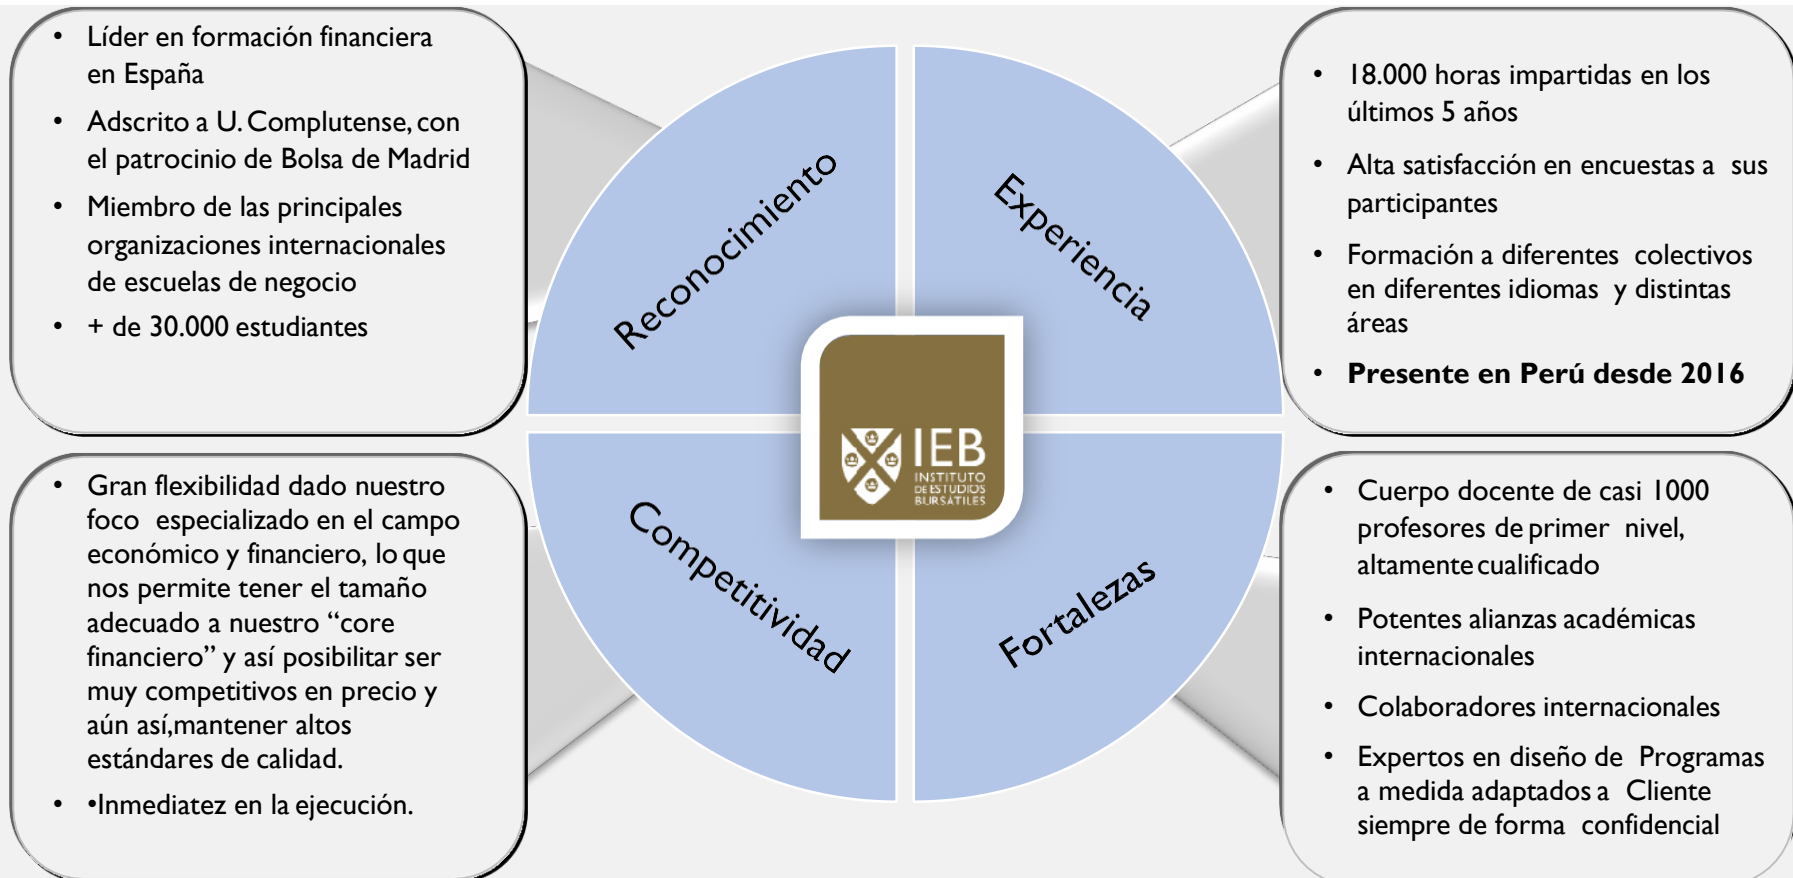 • Líder en formación financiera
en España
• Adscrito a U. Complutense, con
el patrocinio de Bolsa de Madrid
• Miembro de las principales
organizaciones internacionales
de escuelas de negocio
• + de 30.000 estudiantes
Reconocimiento
Experiencia
• 18.000 horas impartidas en los
últimos 5 años
• Alta satisfacción en encuestas a sus
participantes
• Formación a diferentes colectivos
en diferentes idiomas y distintas
áreas
• Presente en Perú desde 2016
IEB
INSTITUTO
DE ESTUDIOS
BURSÁTILES
• Gran flexibilidad dado nuestro
foco especializado en el campo
económico y financiero, lo que
nos permite tener el tamaño
adecuado a nuestro “core
financiero” y así posibilitar ser
muy competitivos en precio y
aún así,mantener altos
estándares de calidad.
• •Inmediatez en la ejecución.
Competitividad
Fortalezas
• Cuerpo docente de casi 1000
profesores de primer nivel,
altamente cualificado
• Potentes alianzas académicas
internacionales
• Colaboradores internacionales
• Expertos en diseño de Programas
a medida adaptados a Cliente
siempre de forma confidencial